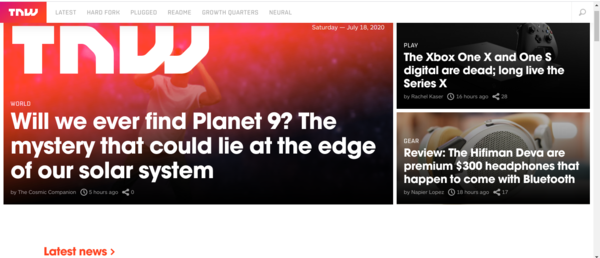 TNW
LATEST HARD FORK PLUGGED README GROWTH QUARTERS NEURAL
TNW
Saturday — July 18, 2020
WORLD
Will we ever find Planet 9? The
mystery that could lie at the edge
of our solar system
by The Cosmic Companion 5 hours ago 0
PLAY
The Xbox One X and One S
digital are dead; long live the
Series X
by Rachel Kaser 16 hours ago 28
GEAR
Review: The Hifiman Deva are
premium $300 headphones that
happen to come with Bluetooth
by Napier Lopez 18 hours ago 17
Latest news >